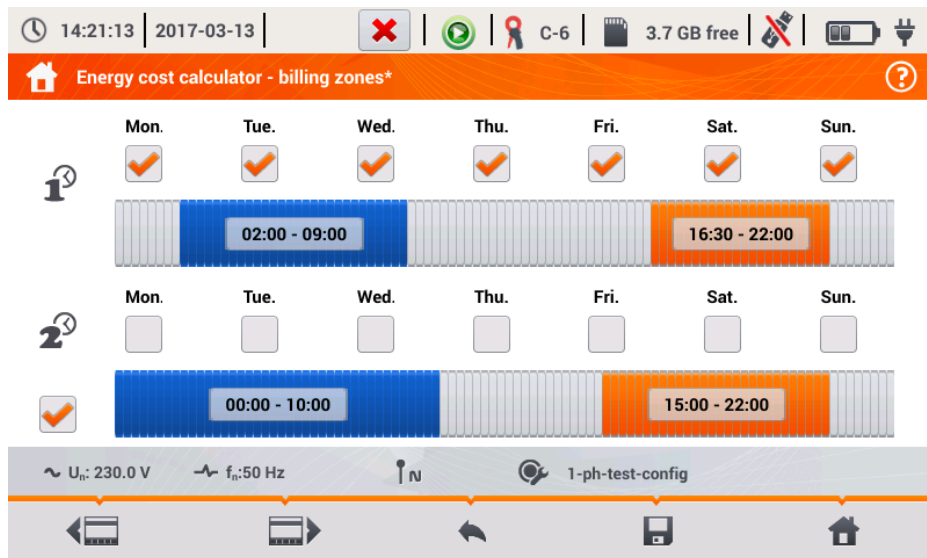 14:21:13 2017-03-13 C-6 3.7 GB free
Energy cost calculator - billing zones* ?
Mon. Tue. Wed. Thu. Fri. Sat. Sun.
1
02:00 - 09:00 16:30 - 22:00
Mon. Tue. Wed. Thu. Fri. Sat. Sun.
2
00:00 - 10:00 15:00 - 22:00
Un: 230.0 V fn:50 Hz N 1-ph-test-config